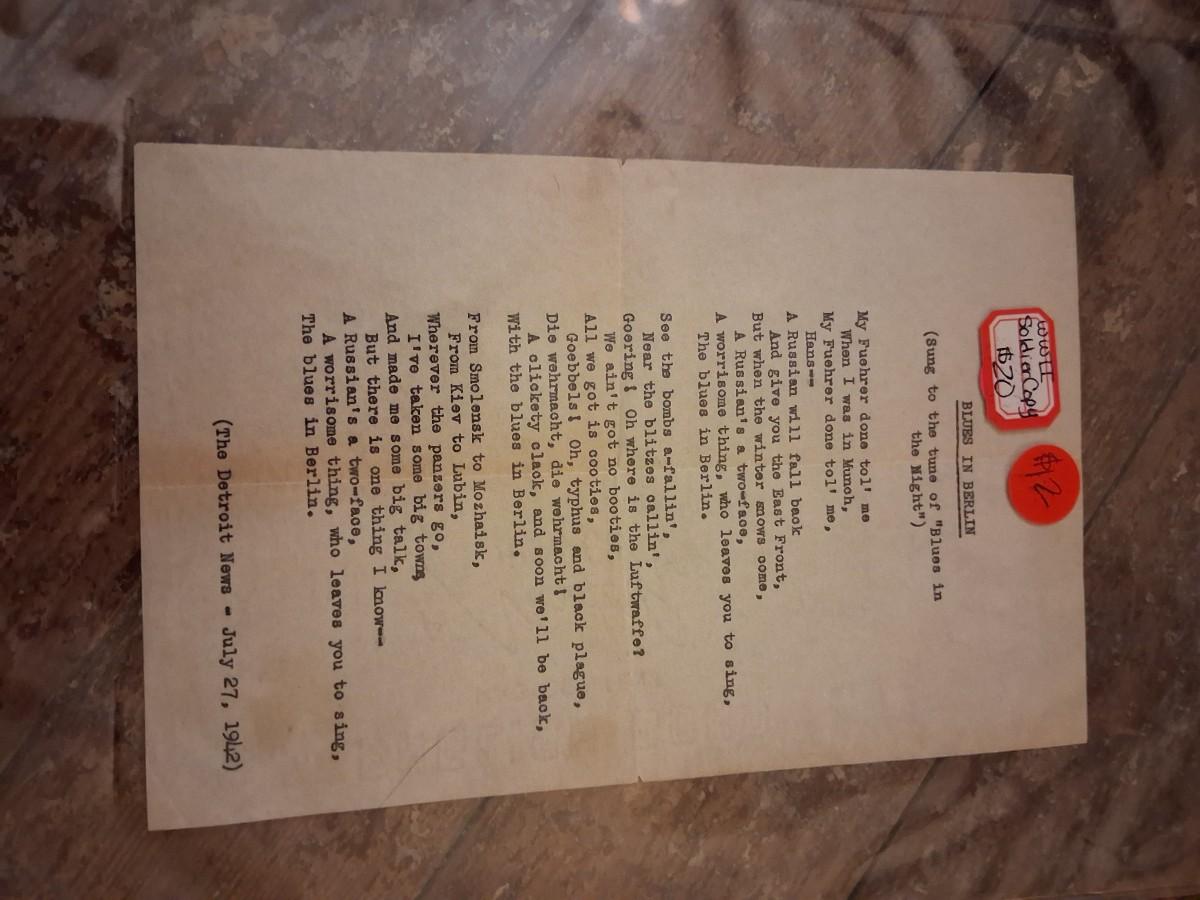 WWII
Soldier Copy
$20
$12
BLUES IN BERLIN
(Sung to the tune of "Blues in
the Night")
My Fuehrer done tol' me
When I was in Munch,
My Fuehrer done tol' me,
Hans--
A Russian will fall back
And give you the East Front,
But when the winter snows come,
A Russian's a two-face,
A worrisome thing, who leaves you to sing,
The blues in Berlin.
See the bombs a-fallin',
Near the blitzes callin',
Goering! Oh where is the Luftwaffe?
We ain't got no booties,
All we got is cooties,
Goebbels! Oh, typhus and black plague,
Die wehrmacht, die wehrmacht!
A clickety clack, and soon we'll be back,
With the blues in Berlin.
From Smolensk to Mozhaisk,
From Kiev to Lubin,
Wherever the panzers go,
I've taken some big towns
And made me some big talk,
But there is one thing I know--
A Russian's a two-face,
A worrisome thing, who leaves you to sing,
The blues in Berlin.
(The Detroit News - July 27, 1942)